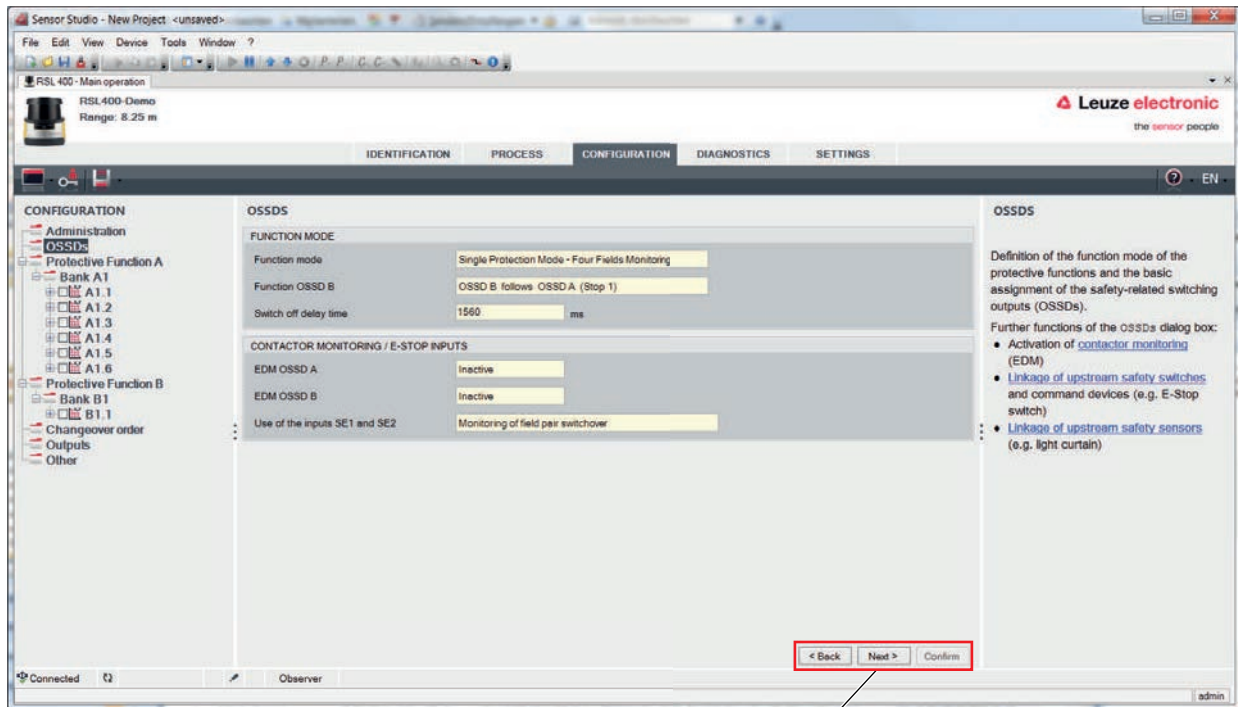 Sensor Studio - New Project <unsaved>
File Edit View Device Tools Window ?
RSL 400 - Main operation
RSL400-Demo
Range: 8.25 m
Leuze electronic
the sensor people
IDENTIFICATION PROCESS CONFIGURATION DIAGNOSTICS SETTINGS
EN
CONFIGURATION
Administration
OSSDs
Protective Function A
Bank A1
A1.1
A1.2
A1.3
A1.4
A1.5
A1.6
Protective Function B
Bank B1
B1.1
Changeover order
Outputs
Other
OSSDS
FUNCTION MODE
Function mode Single Protection Mode - Four Fields Monitoring
Function OSSD B OSSD B follows OSSD A (Stop 1)
Switch off delay time 1560 ms
CONTACTOR MONITORING / E-STOP INPUTS
EDM OSSD A Inactive
EDM OSSD B Inactive
Use of the inputs SE1 and SE2 Monitoring of field pair switchover
< Back Next > Confirm
OSSDS
Definition of the function mode of the
protective functions and the basic
assignment of the safety-related switching
outputs (OSSDs).
Further functions of the OSSDs dialog box:
• Activation of contactor monitoring
(EDM)
• Linkage of upstream safety switches
and command devices (e.g. E-Stop
switch)
• Linkage of upstream safety sensors
(e.g. light curtain)
Connected Observer
admin